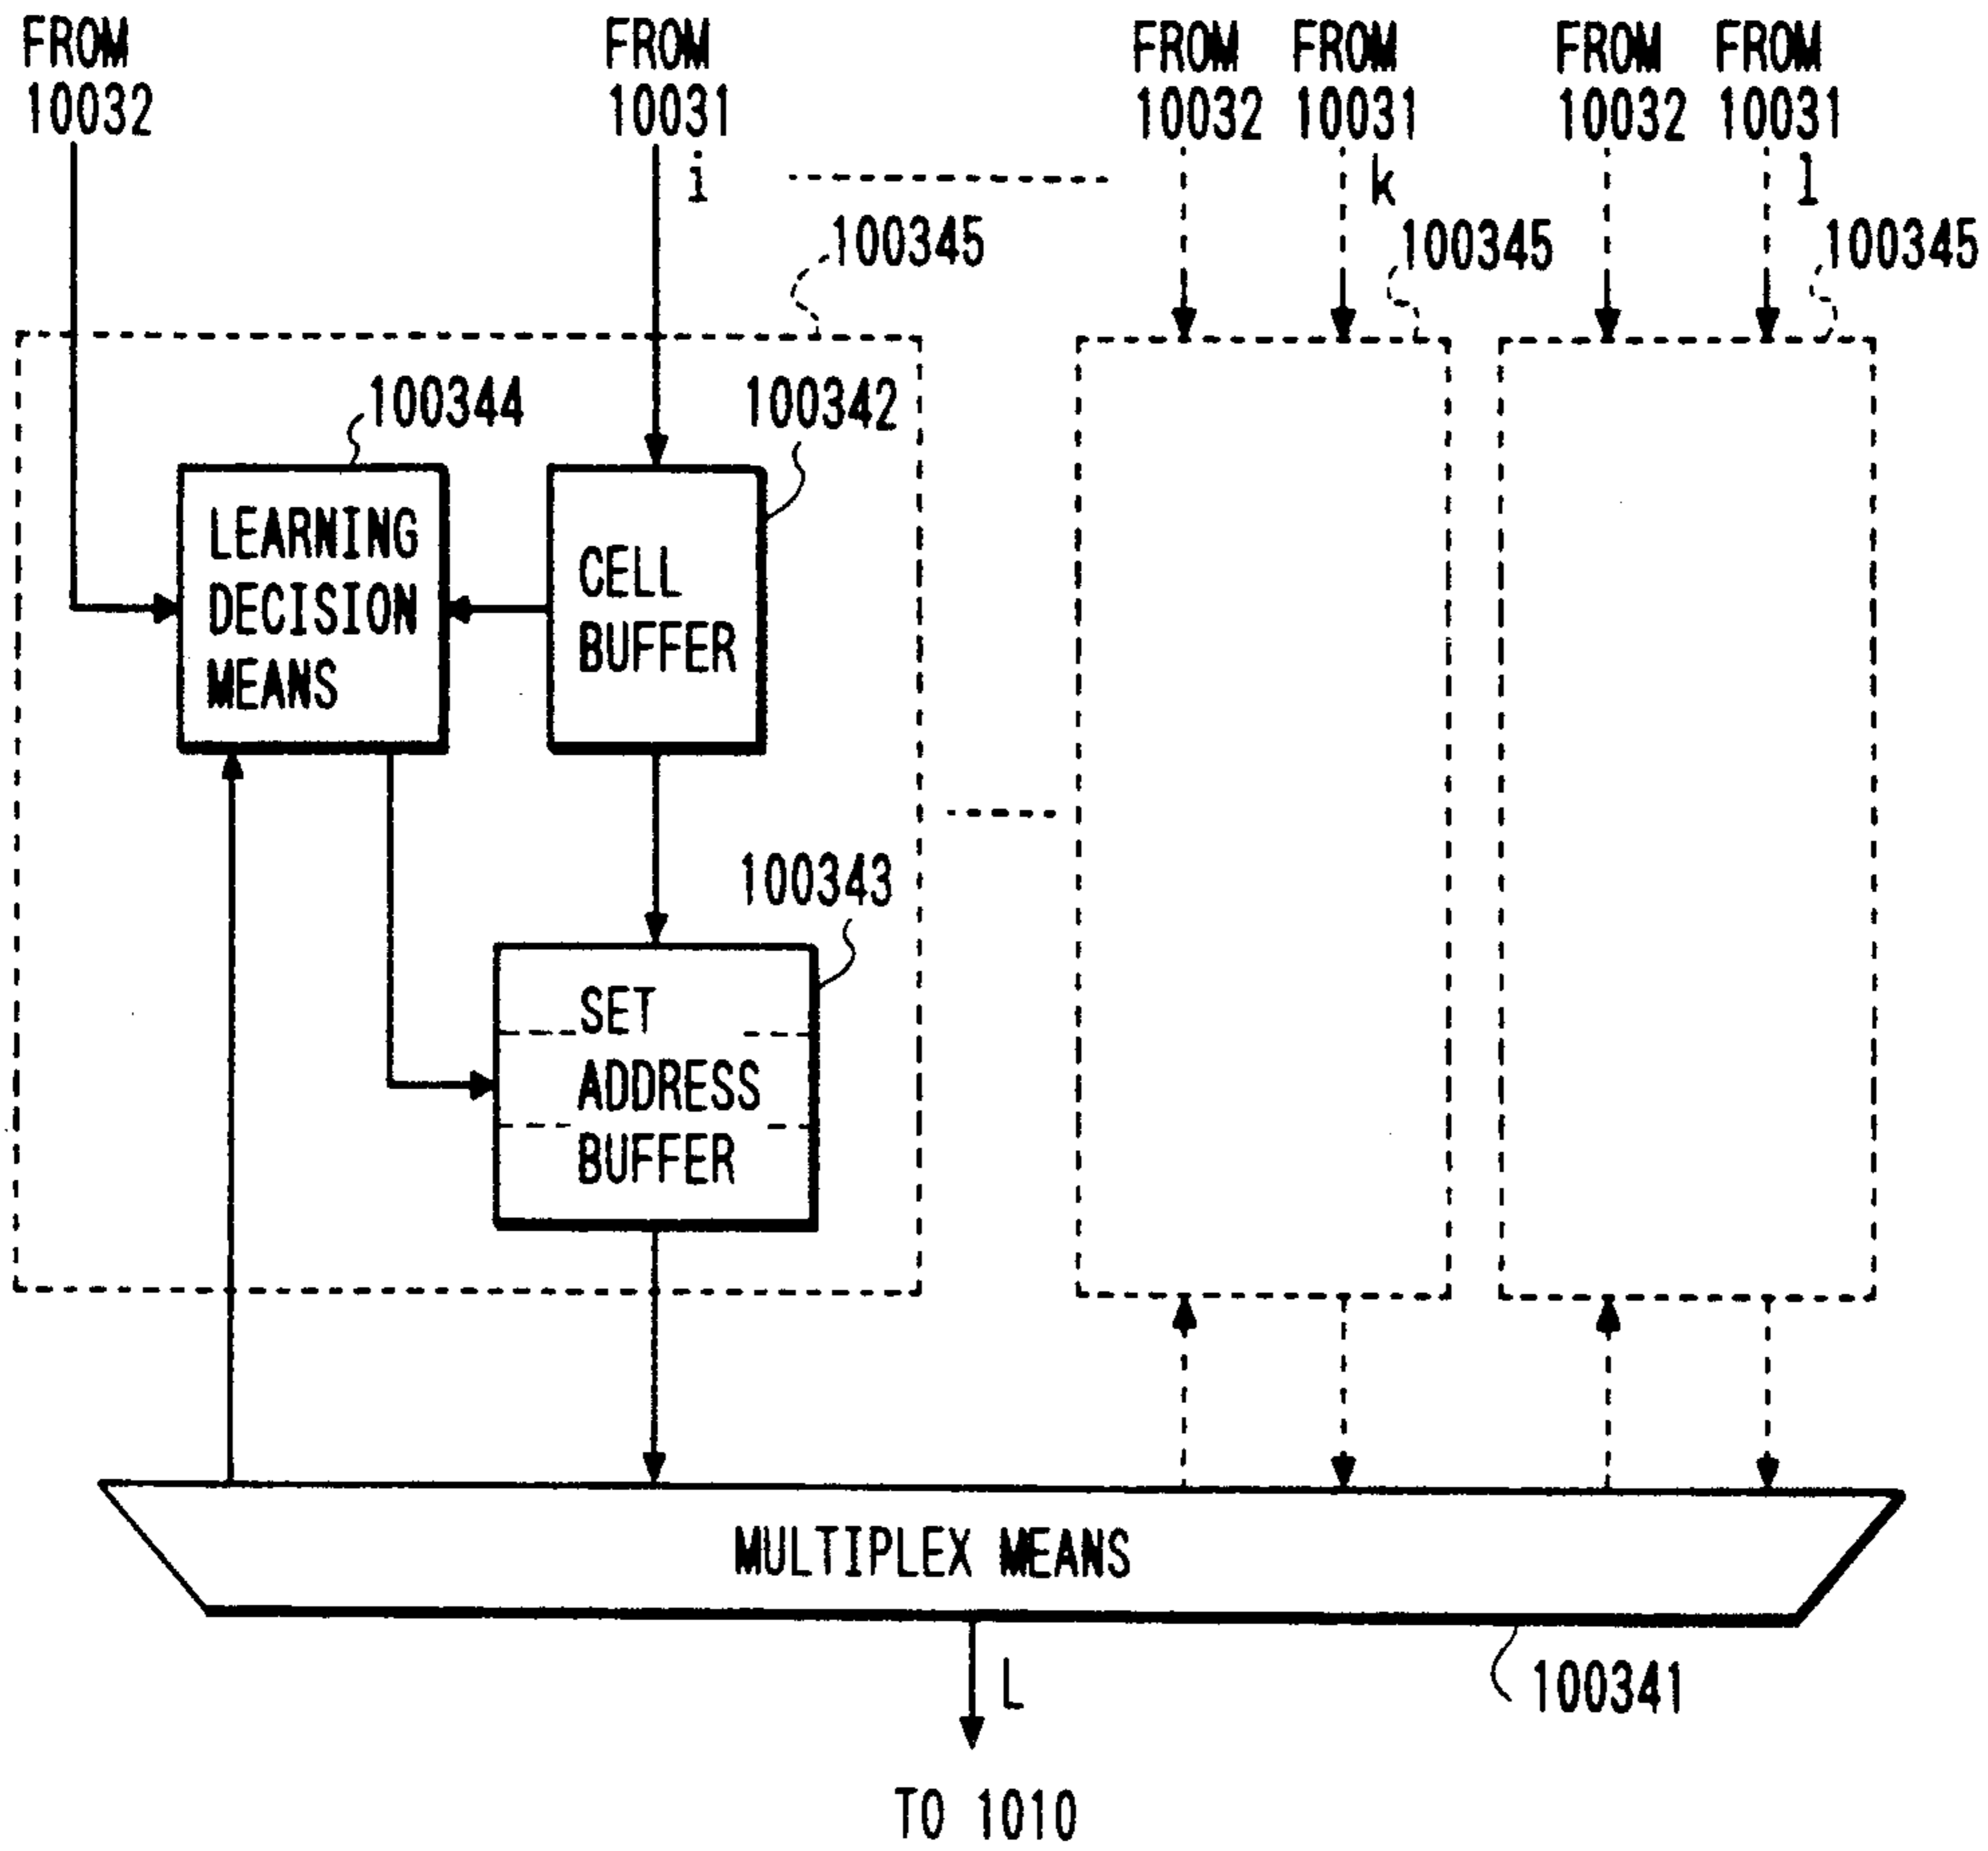 FROM
10032
FROM
10031
i
FROM
10032
FROM
10031
k
FROM
10032
FROM
10031
l
100345
100345
100345
100344
100342
LEARNING
DECISION
MEANS
CELL
BUFFER
100343
SET
ADDRESS
BUFFER
MULTIPLEX MEANS
L
100341
TO 1010